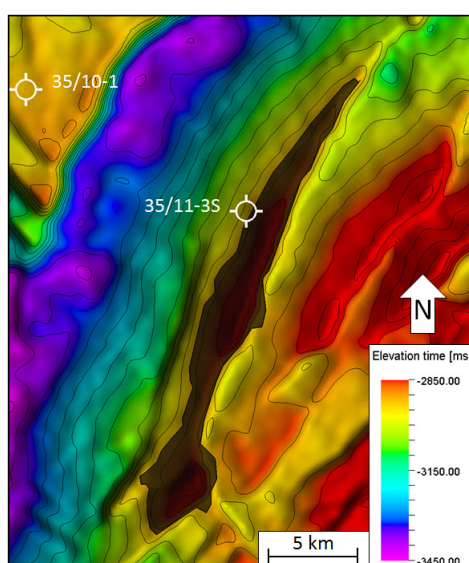 35/10-1
35/11-3S
N
Elevation time [ms
-2850.00
-3150.00
-3450.00
5 km